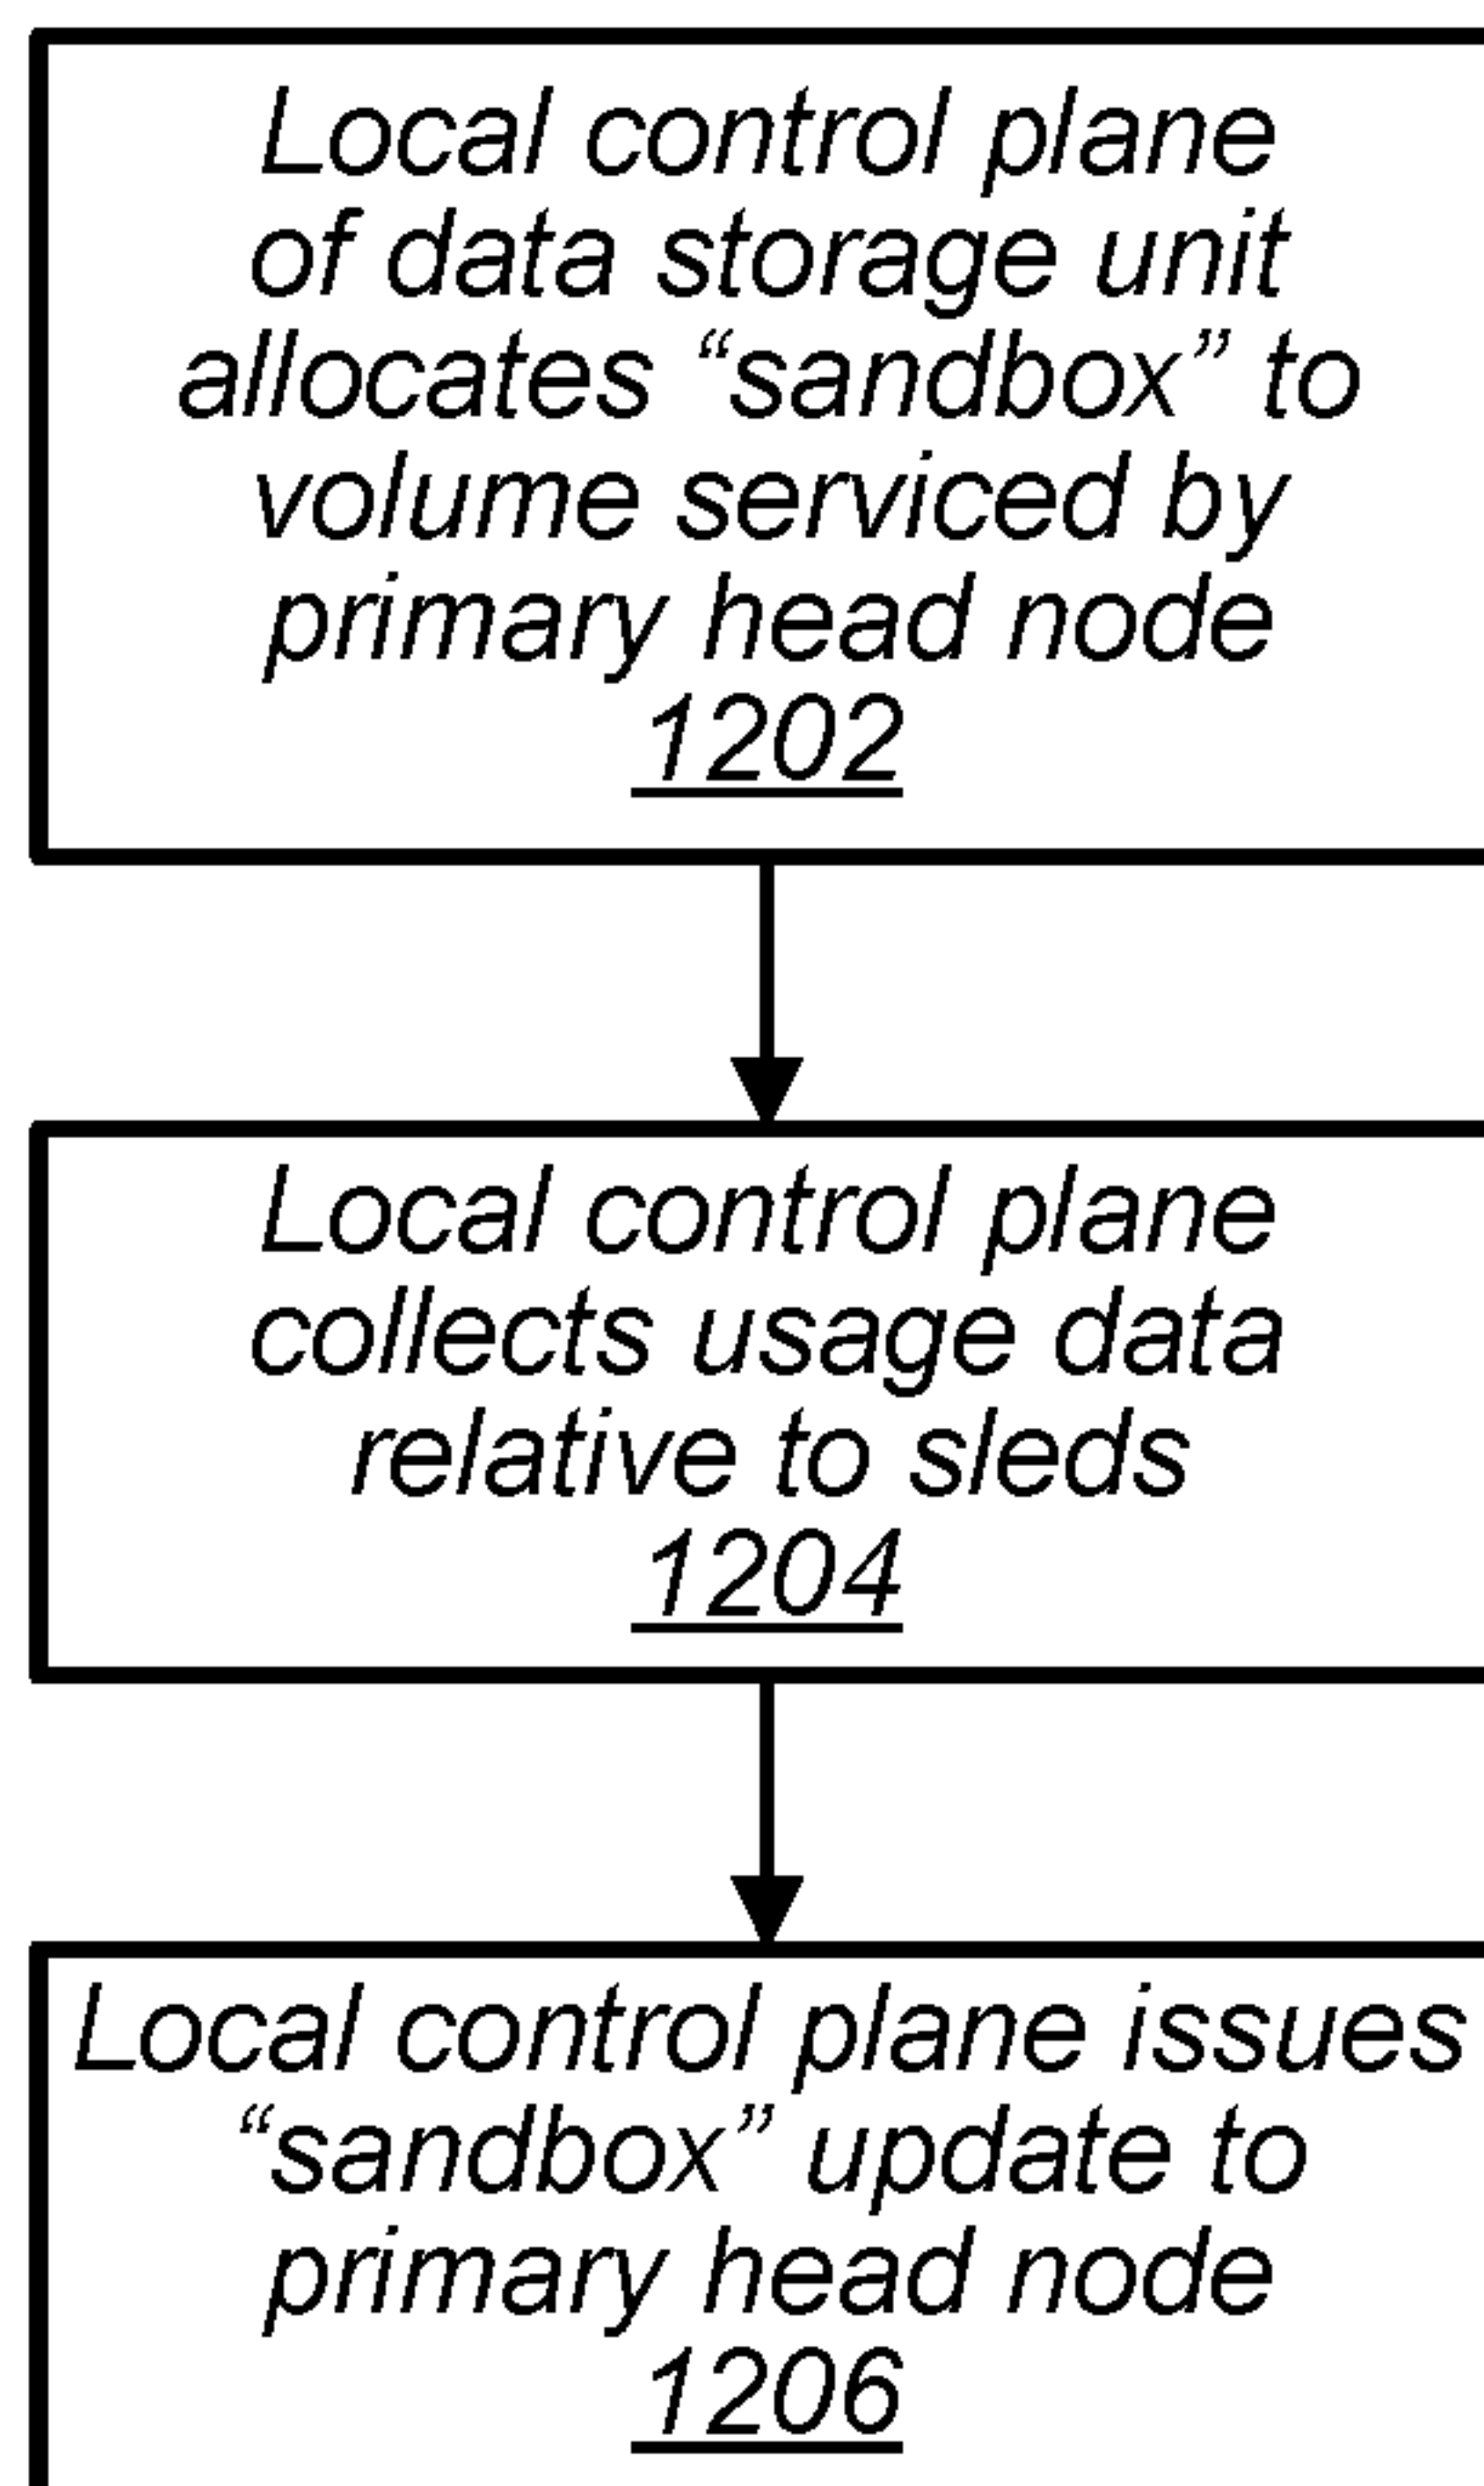 Local control plane
of data storage unit
allocates “sandbox” to
volume serviced by
primary head node
1202
Local control plane
collects usage data
relative to sleds
1204
Local control plane issues
“sandbox” update to
primary head node
1206